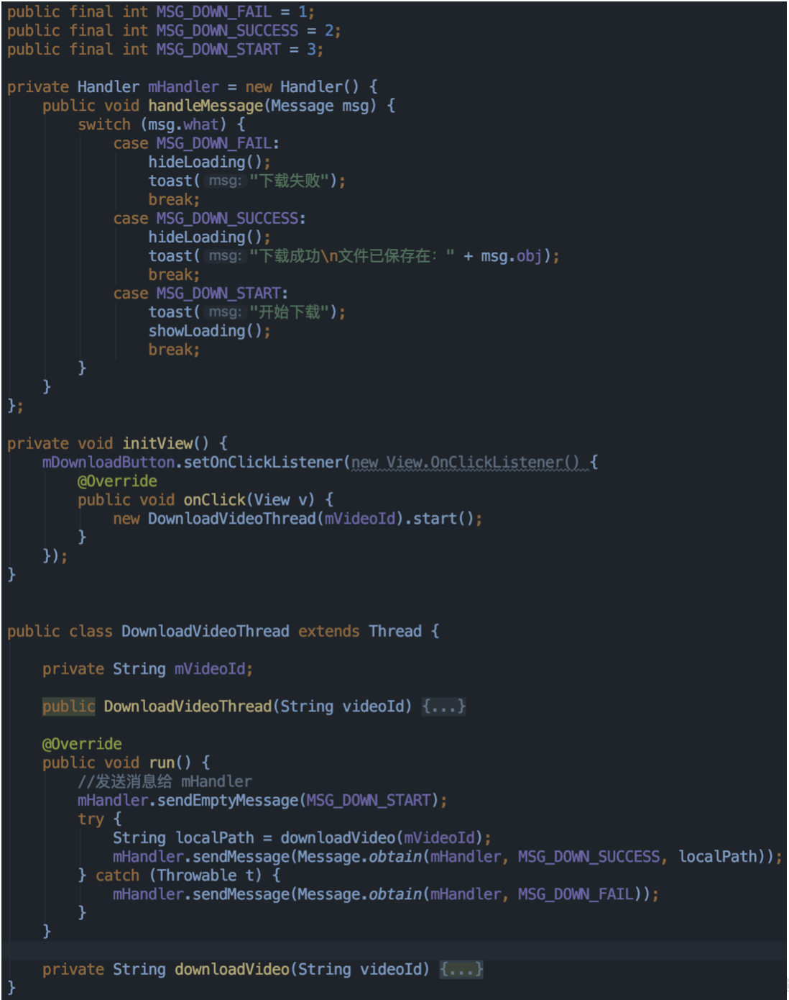 public final int MSG_DOWN_FAIL = 1;
public final int MSG_DOWN_SUCCESS = 2;
public final int MSG_DOWN_START = 3;
private Handler mHandler = new Handler() {
public void handleMessage(Message msg) {
switch (msg.what) {
case MSG_DOWN_FAIL:
hideLoading();
toast( msg: "下载失败");
break;
case MSG_DOWN_SUCCESS:
hideLoading();
toast( msg: "下载成功\n文件已保存在：" + msg.obj);
break;
case MSG_DOWN_START:
toast( msg: "开始下载");
showLoading();
break;
}
}
};
private void initView() {
mDownloadButton.setOnClickListener(new View.OnClickListener() {
@Override
public void onClick(View v) {
new DownloadVideoThread(mVideoId).start();
}
});
}
public class DownloadVideoThread extends Thread {
private String mVideoId;
public DownloadVideoThread(String videoId) {...}
@Override
public void run() {
//发送消息给 mHandler
mHandler.sendEmptyMessage(MSG_DOWN_START);
try {
String localPath = downloadVideo(mVideoId);
mHandler.sendMessage(Message.obtain(mHandler, MSG_DOWN_SUCCESS, localPath));
} catch (Throwable t) {
mHandler.sendMessage(Message.obtain(mHandler, MSG_DOWN_FAIL));
}
}
private String downloadVideo(String videoId) {...}
}